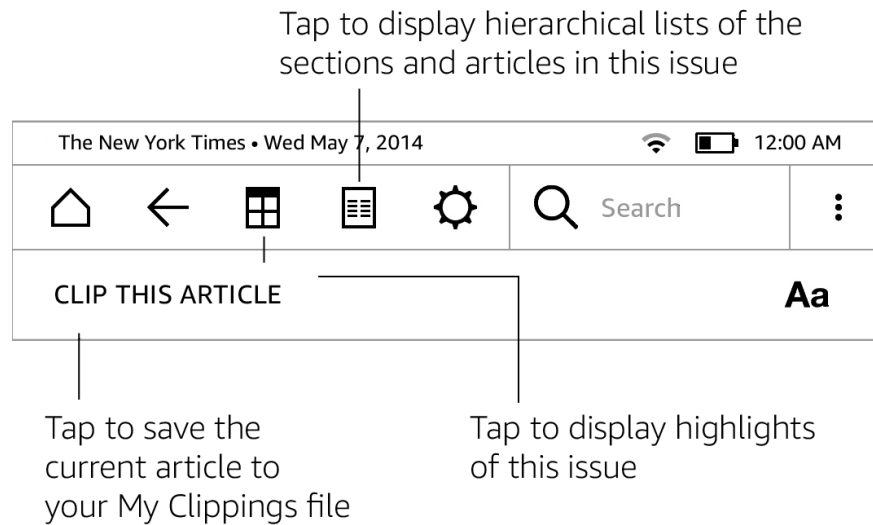 Tap to display hierarchical lists of the
sections and articles in this issue
The New York Times • Wed May 7, 2014
12:00 AM
Search
CLIP THIS ARTICLE
Aa
Tap to save the
current article to
your My Clippings file
Tap to display highlights
of this issue